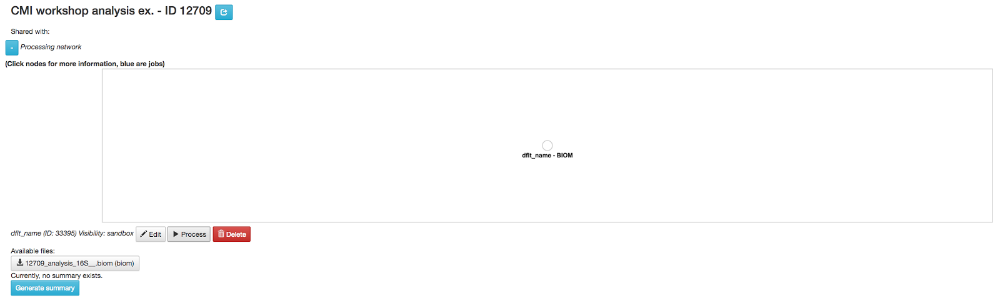 CMI workshop analysis ex. - ID 12709
Shared with:
- Processing network
(Click nodes for more information, blue are jobs)
dflt_name - BIOM
dflt_name (ID: 33395) Visibility: sandbox Edit Process Delete
Available files:
12709_analysis_16S__.biom (biom)
Currently, no summary exists.
Generate summary